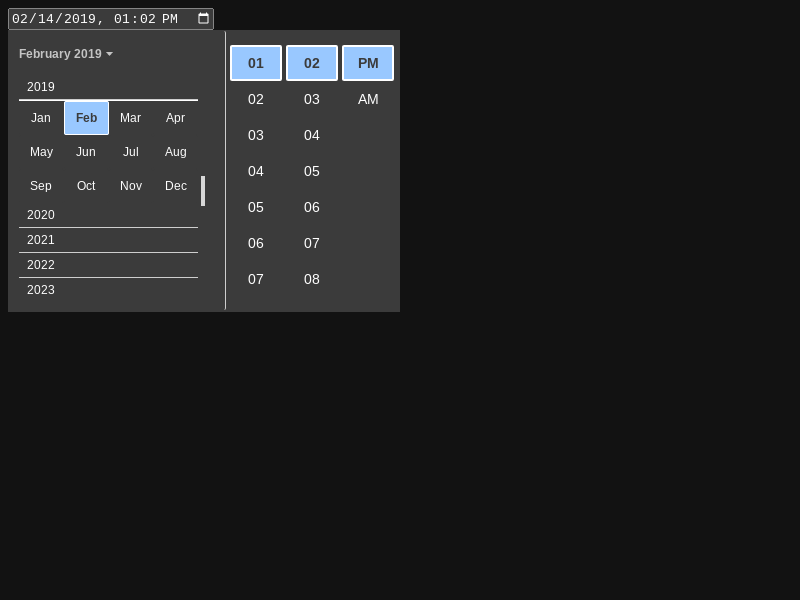 02/14/2019, 01:02 PM
February 2019
2019
Jan Feb Mar Apr
May Jun Jul Aug
Sep Oct Nov Dec
2020
2021
2022
2023
01 02 PM
02 03 AM
03 04
04 05
05 06
06 07
07 08